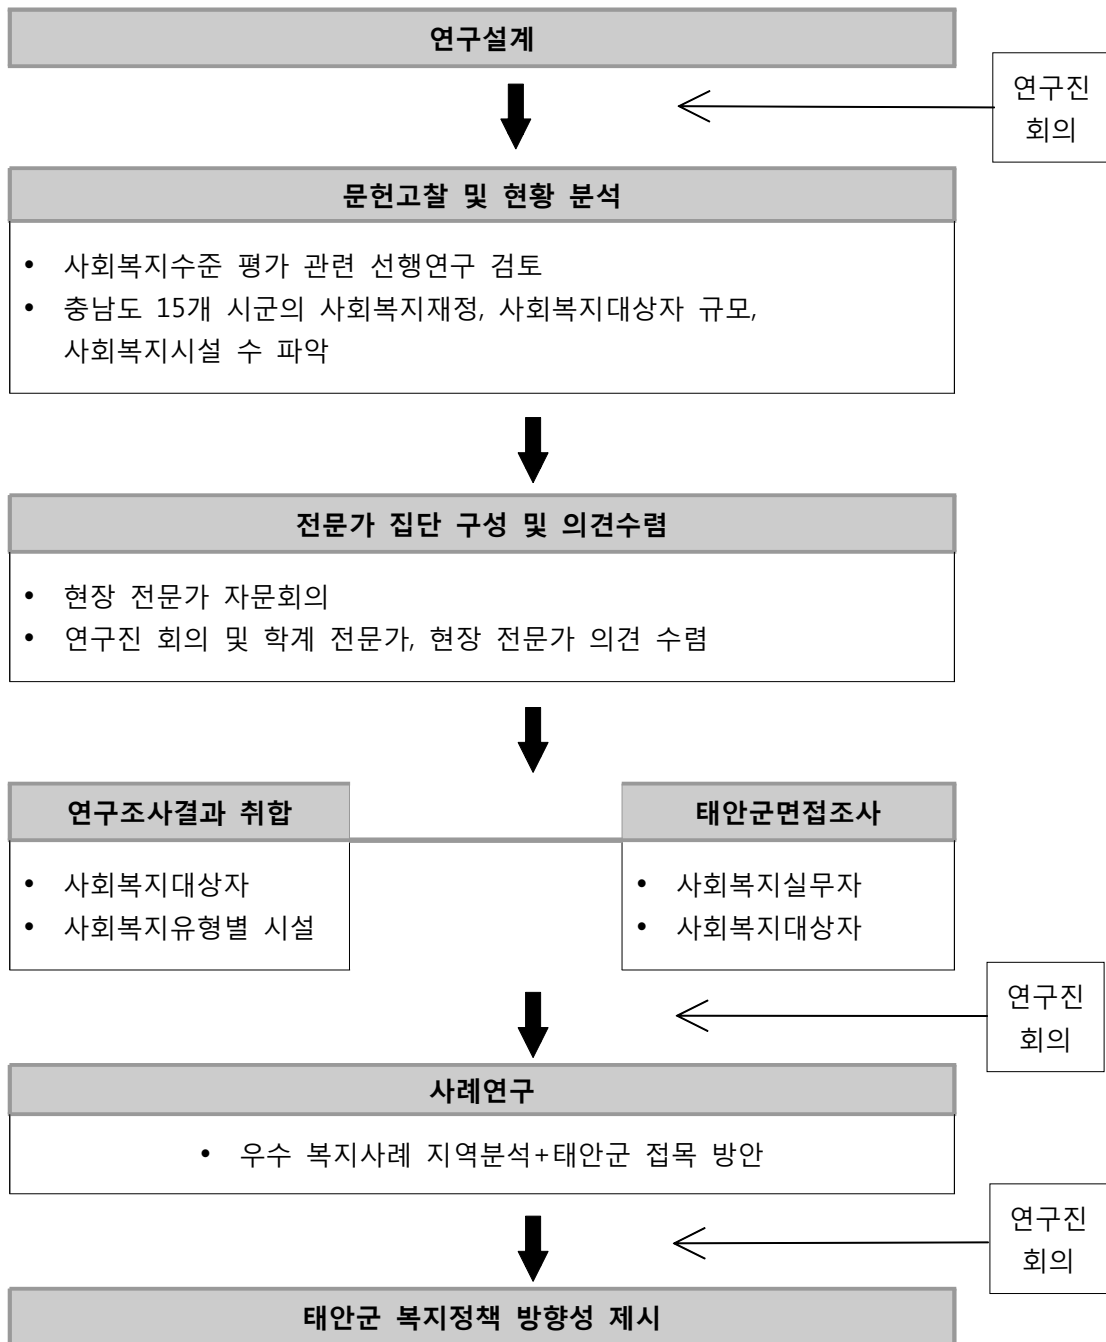 연구설계
연구진
회의
문헌고찰 및 현황 분석
• 사회복지수준 평가 관련 선행연구 검토
• 충남도 15개 시군의 사회복지재정, 사회복지대상자 규모,
사회복지시설 수 파악
전문가 집단 구성 및 의견수렴
• 현장 전문가 자문회의
• 연구진 회의 및 학계 전문가, 현장 전문가 의견 수렴
연구조사결과 취합
• 사회복지대상자
• 사회복지유형별 시설
태안군면접조사
• 사회복지실무자
• 사회복지대상자
연구진
회의
사례연구
• 우수 복지사례 지역분석+태안군 접목 방안
연구진
회의
태안군 복지정책 방향성 제시